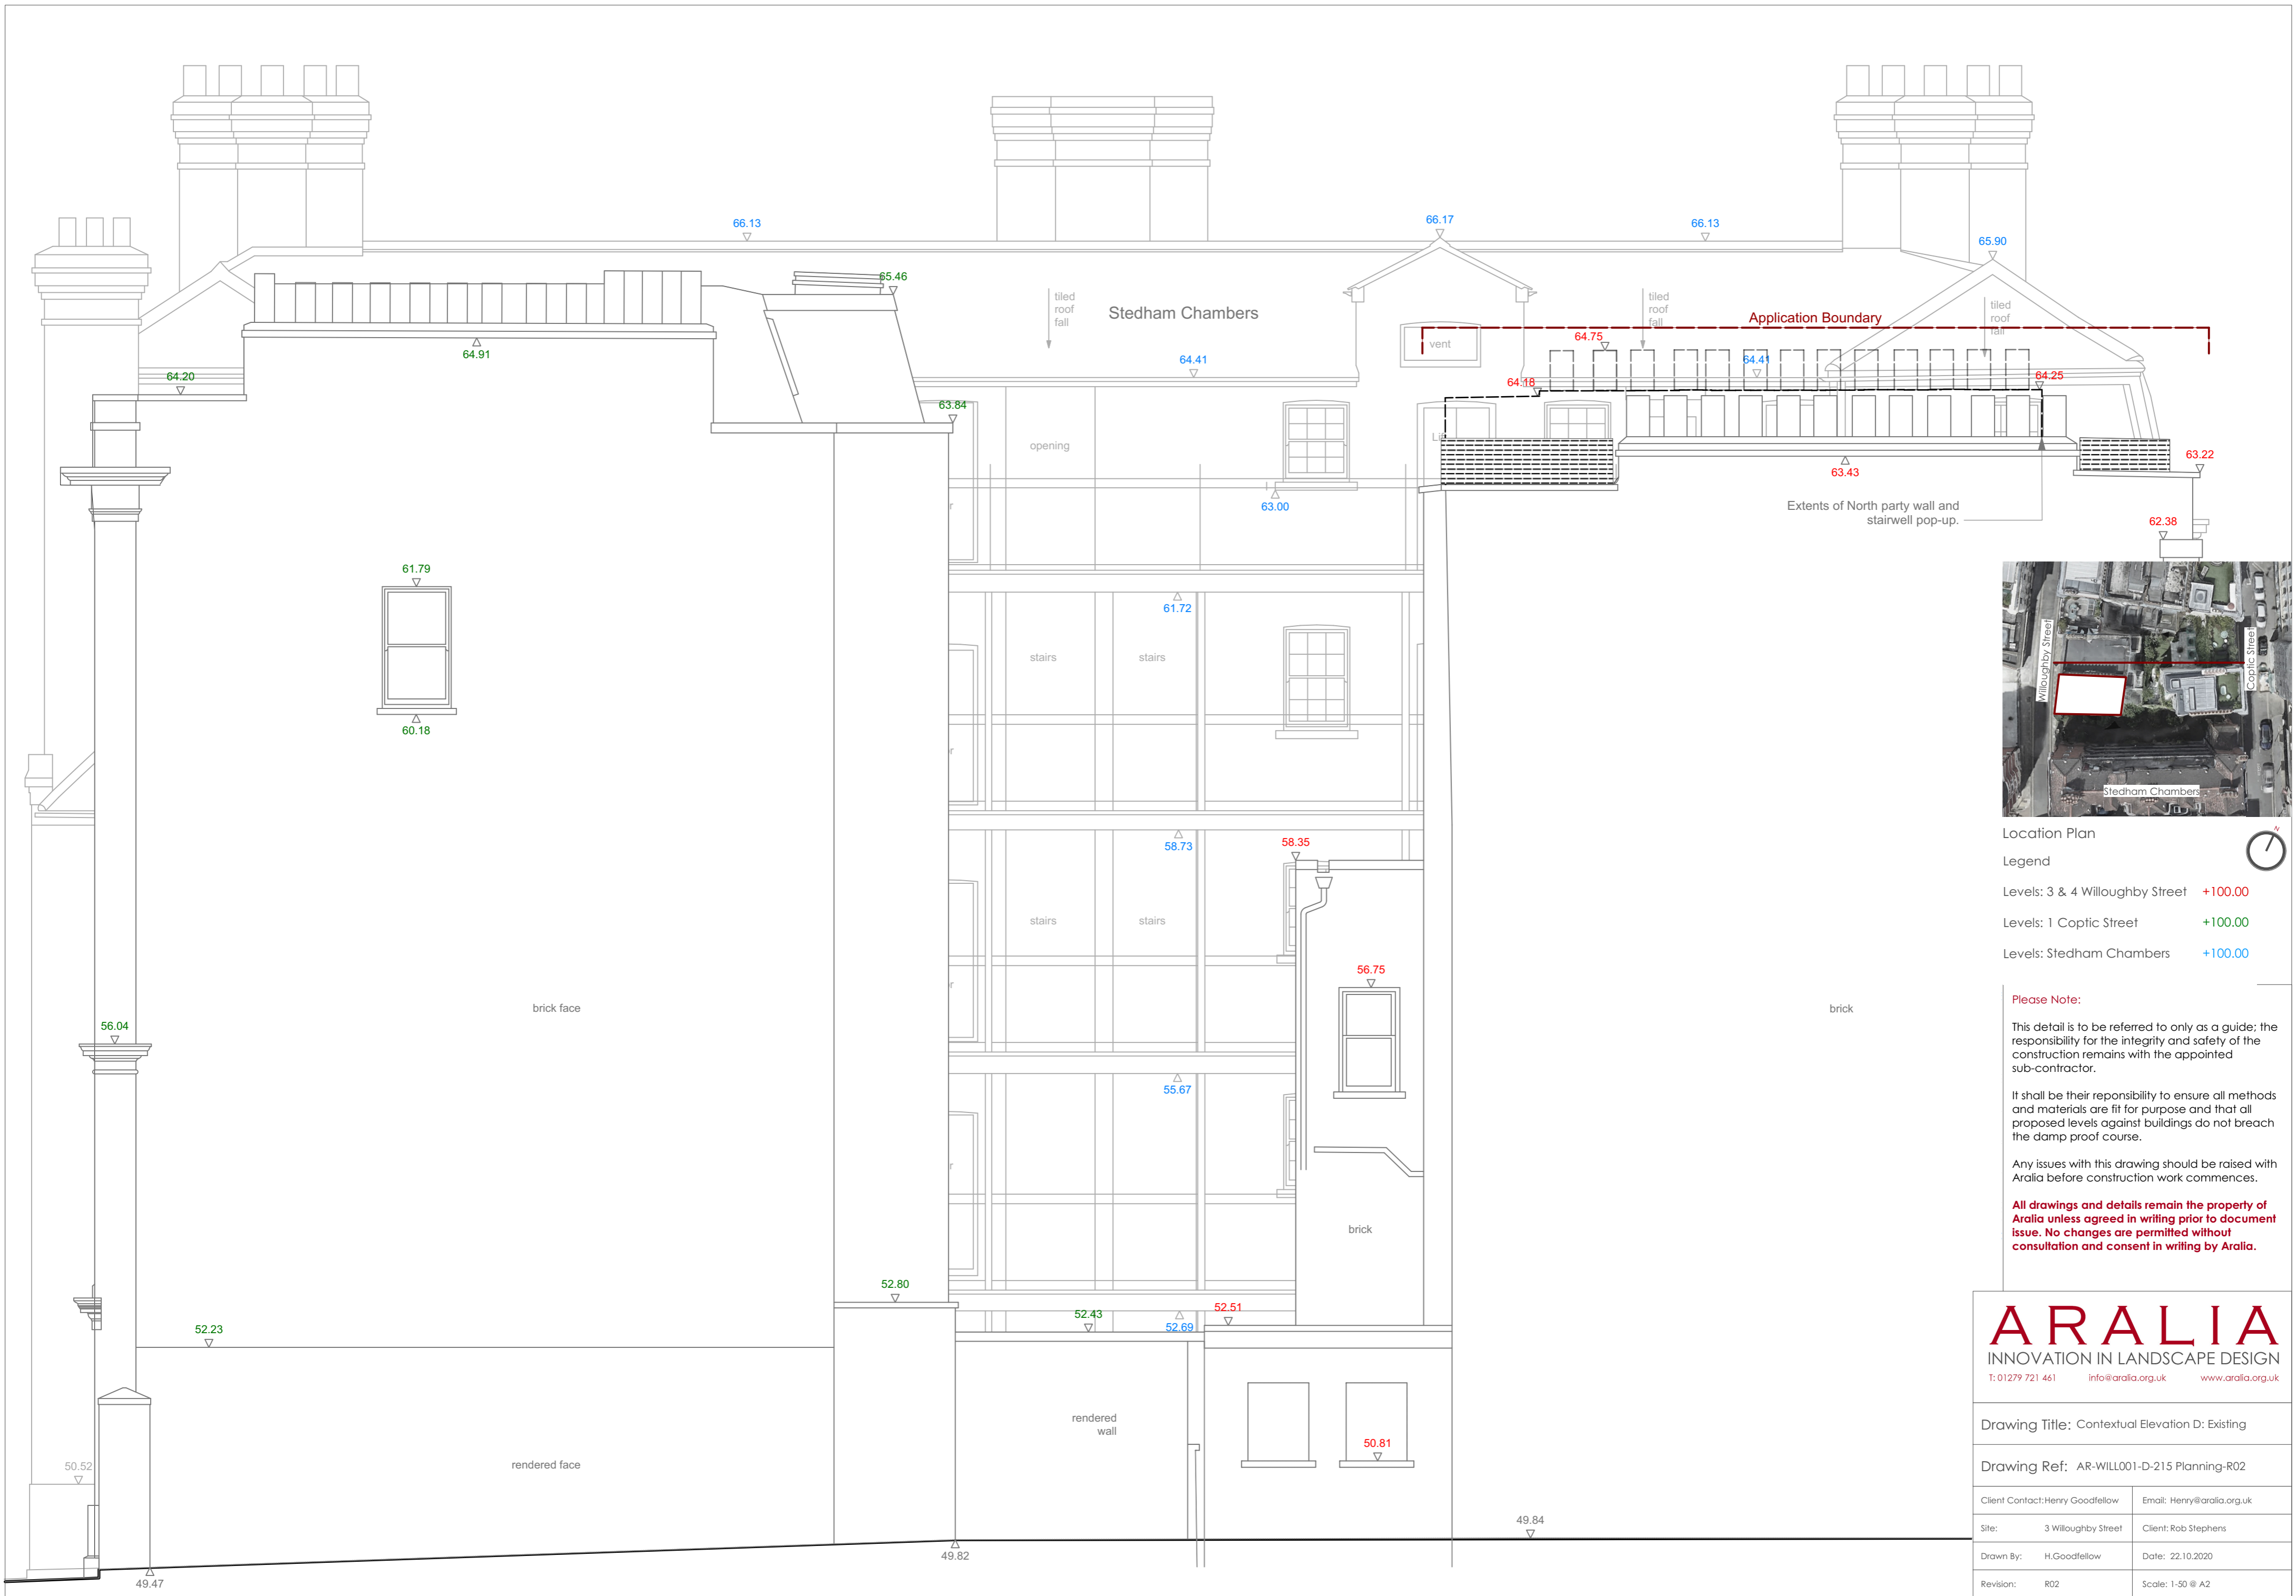 66.13
66.17
66.13
65.90
65.46
tiled
roof
fall
Stedham Chambers
tiled
roof
fall
tiled
roof
fall
Application Boundary
vent
64.91
64.75
64.41
64.41
64.20
64.18
64.25
63.84
opening
63.43
63.22
63.00
Extents of North party wall and
stairwell pop-up.
62.38
61.79
61.72
60.18
stairs
stairs
58.73
58.35
stairs
stairs
56.75
brick face
brick
56.04
55.67
brick
52.80
52.43
52.69
52.51
52.23
rendered
wall
50.81
rendered face
50.52
49.84
49.82
49.47
Willoughby Street
Coptic Street
Stedham Chambers
Location Plan
N
Legend
Levels: 3 & 4 Willoughby Street +100.00
Levels: 1 Coptic Street +100.00
Levels: Stedham Chambers +100.00
Please Note:
This detail is to be referred to only as a guide; the
responsibility for the integrity and safety of the
construction remains with the appointed
sub-contractor.
It shall be their reponsibility to ensure all methods
and materials are fit for purpose and that all
proposed levels against buildings do not breach
the damp proof course.
Any issues with this drawing should be raised with
Aralia before construction work commences.
All drawings and details remain the property of
Aralia unless agreed in writing prior to document
issue. No changes are permitted without
consultation and consent in writing by Aralia.
ARALIA
INNOVATION IN LANDSCAPE DESIGN
T: 01279 721 461 info@aralia.org.uk www.aralia.org.uk
Drawing Title: Contextual Elevation D: Existing
Drawing Ref: AR-WILL001-D-215 Planning-R02
Client Contact: Henry Goodfellow Email: Henry@aralia.org.uk
Site: 3 Willoughby Street Client: Rob Stephens
Drawn By: H.Goodfellow Date: 22.10.2020
Revision: R02 Scale: 1-50 @ A2